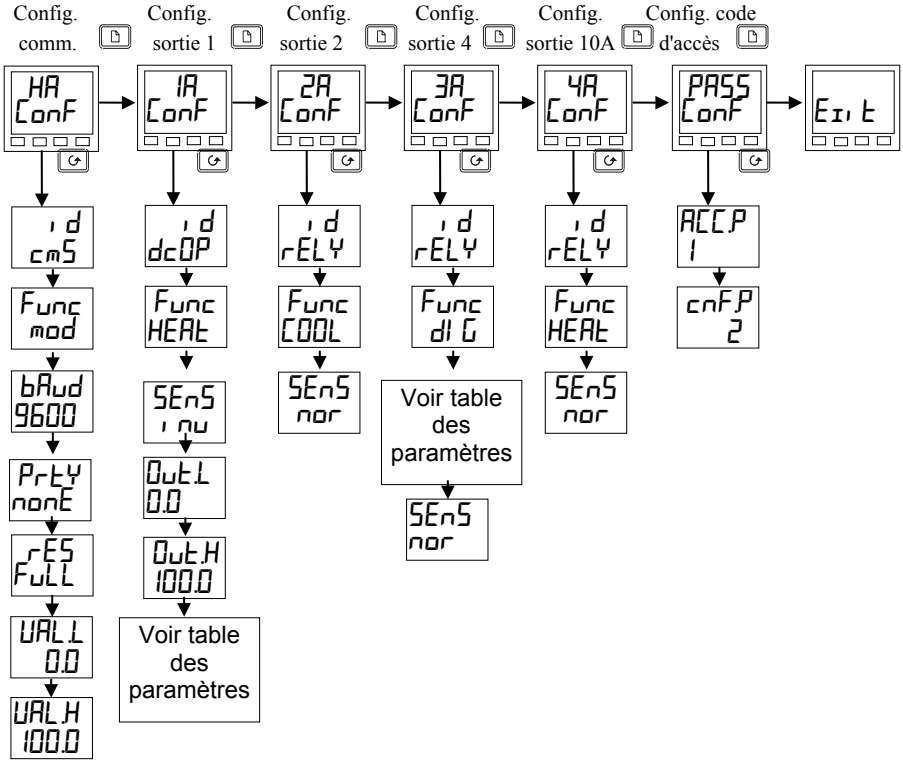 Config. comm.
Config. sortie 1
Config. sortie 2
Config. sortie 4
Config. sortie 10A
Config. code d'accès
HA
ConF
1A
ConF
2A
ConF
3A
ConF
4A
ConF
PASS
ConF
Exit
id
cmS
Func
mod
bAud
9600
PrtY
nonE
rES
FuLL
VAL.L
0.0
VAL.H
100.0
id
dcOP
Func
HEAt
SEnS
inv
Out.L
0.0
Out.H
100.0
Voir table
des
paramètres
id
rELY
Func
COOL
SEnS
nor
id
rELY
Func
dIG
Voir table
des
paramètres
SEnS
nor
id
rELY
Func
HEAt
SEnS
nor
ACC.P
1
cnF.P
2